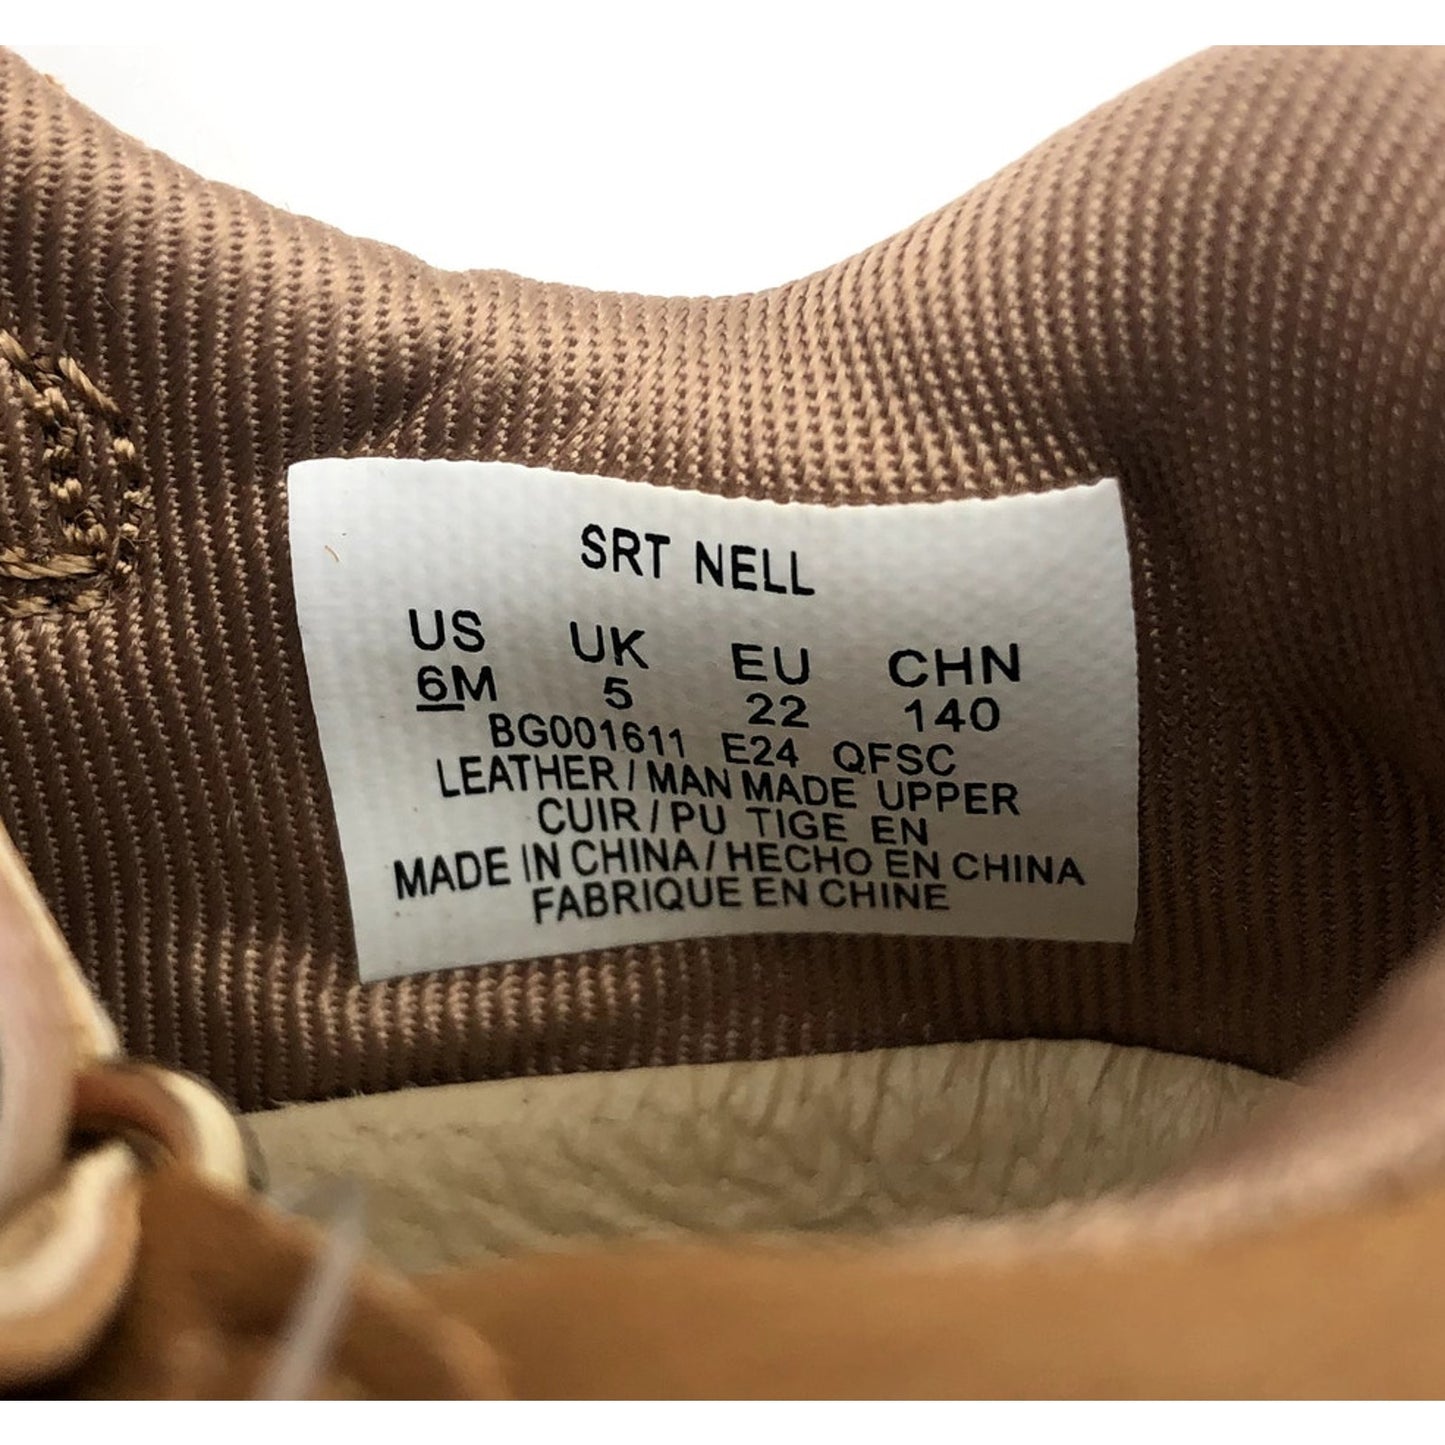 SRT NELL
US UK EU CHN
6M 5 22 140
BG001611 E24 QFSC
LEATHER / MAN MADE UPPER
CUIR / PU TIGE EN
MADE IN CHINA / HECHO EN CHINA
FABRIQUE EN CHINE